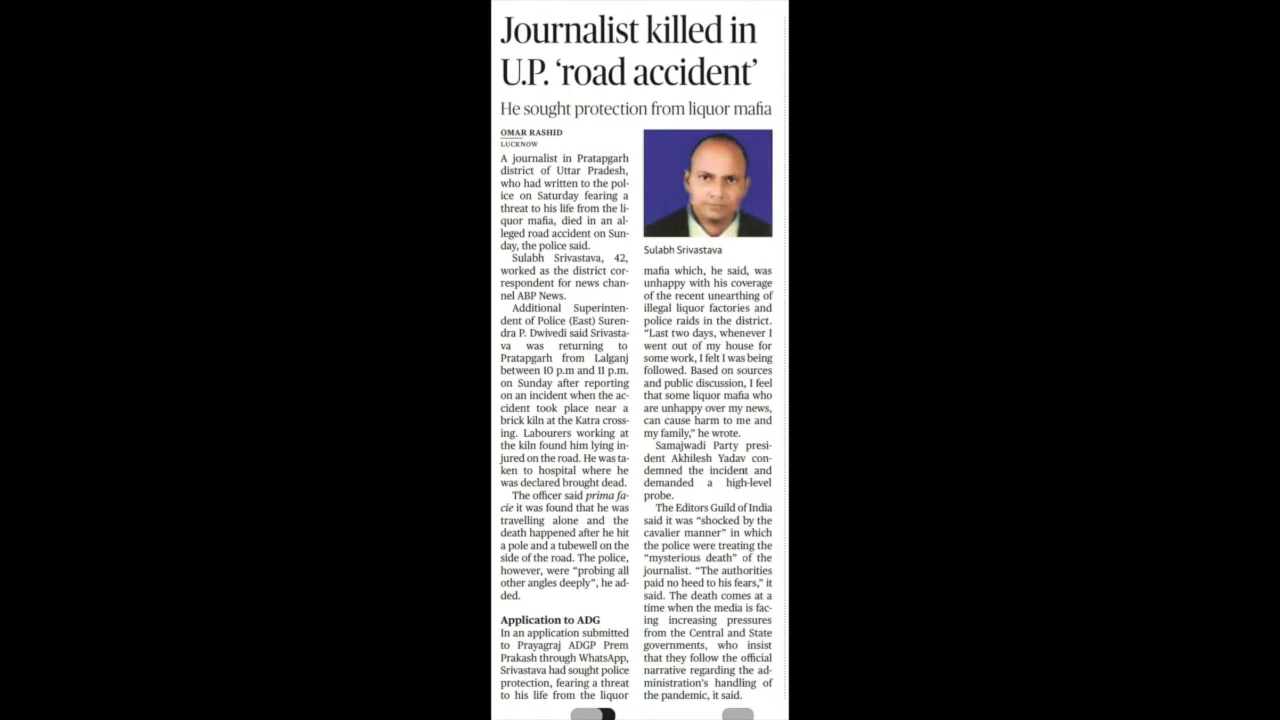 Journalist killed in
U.P. ‘road accident’
He sought protection from liquor mafia
OMAR RASHID
LUCKNOW
A journalist in Pratapgarh
district of Uttar Pradesh,
who had written to the pol-
ice on Saturday fearing a
threat to his life from the li-
quor mafia, died in an al-
leged road accident on Sun-
day, the police said.
Sulabh Srivastava, 42,
worked as the district cor-
respondent for news chan-
nel ABP News.
Additional Superinten-
dent of Police (East) Suren-
dra P. Dwivedi said Srivasta-
va was returning to
Pratapgarh from Lalganj
between 10 p.m and 11 p.m.
on Sunday after reporting
on an incident when the ac-
cident took place near a
brick kiln at the Katra cross-
ing. Labourers working at
the kiln found him lying in-
jured on the road. He was ta-
ken to hospital where he
was declared brought dead.
The officer said prima fa-
cie it was found that he was
travelling alone and the
death happened after he hit
a pole and a tubewell on the
side of the road. The police,
however, were “probing all
other angles deeply”, he ad-
ded.
Application to ADG
In an application submitted
to Prayagraj ADGP Prem
Prakash through WhatsApp,
Srivastava had sought police
protection, fearing a threat
to his life from the liquor
Sulabh Srivastava
mafia which, he said, was
unhappy with his coverage
of the recent unearthing of
illegal liquor factories and
police raids in the district.
“Last two days, whenever I
went out of my house for
some work, I felt I was being
followed. Based on sources
and public discussion, I feel
that some liquor mafia who
are unhappy over my news,
can cause harm to me and
my family,” he wrote.
Samajwadi Party presi-
dent Akhilesh Yadav con-
demned the incident and
demanded a high-level
probe.
The Editors Guild of India
said it was “shocked by the
cavalier manner” in which
the police were treating the
“mysterious death” of the
journalist. “The authorities
paid no heed to his fears,” it
said. The death comes at a
time when the media is fac-
ing increasing pressures
from the Central and State
governments, who insist
that they follow the official
narrative regarding the ad-
ministration’s handling of
the pandemic, it said.